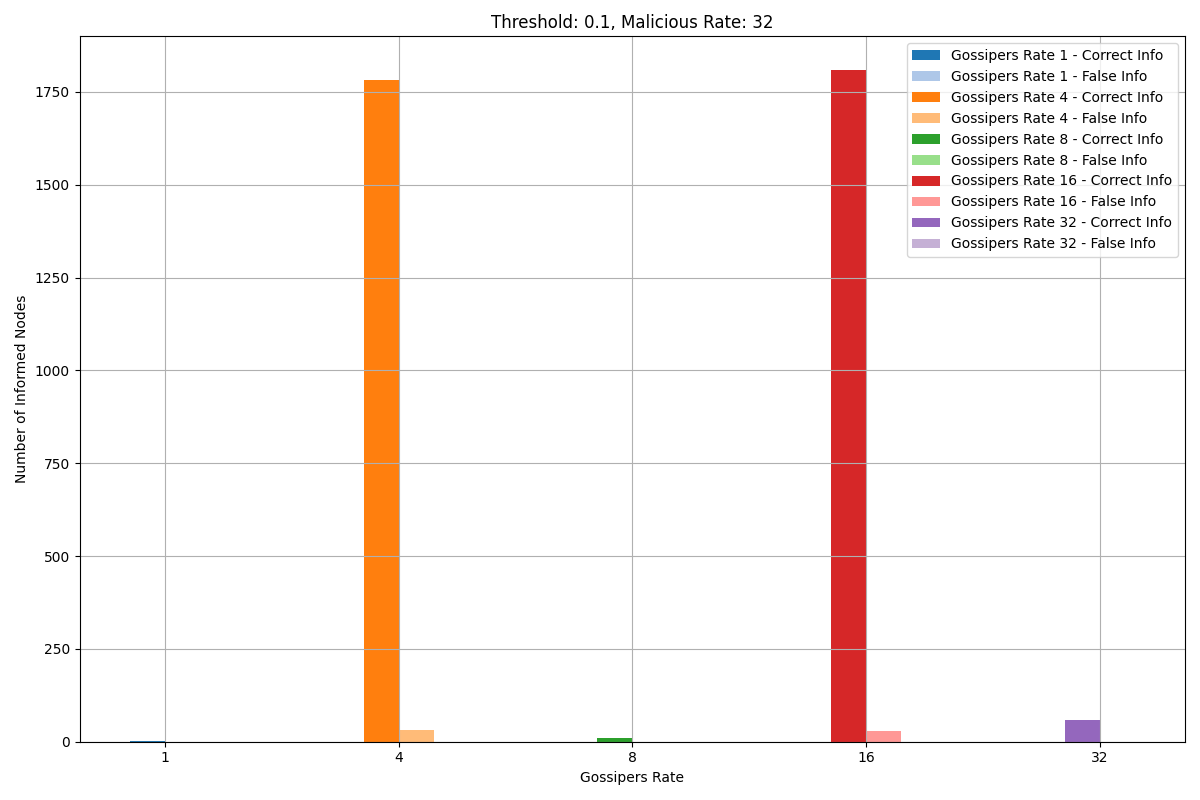 Threshold: 0.1, Malicious Rate: 32
Gossipers Rate 1 - Correct Info
Gossipers Rate 1 - False Info
Gossipers Rate 4 - Correct Info
Gossipers Rate 4 - False Info
Gossipers Rate 8 - Correct Info
Gossipers Rate 8 - False Info
Gossipers Rate 16 - Correct Info
Gossipers Rate 16 - False Info
Gossipers Rate 32 - Correct Info
Gossipers Rate 32 - False Info
Number of Informed Nodes
1750
1500
1250
1000
750
500
250
0
1 4 8 16 32
Gossipers Rate